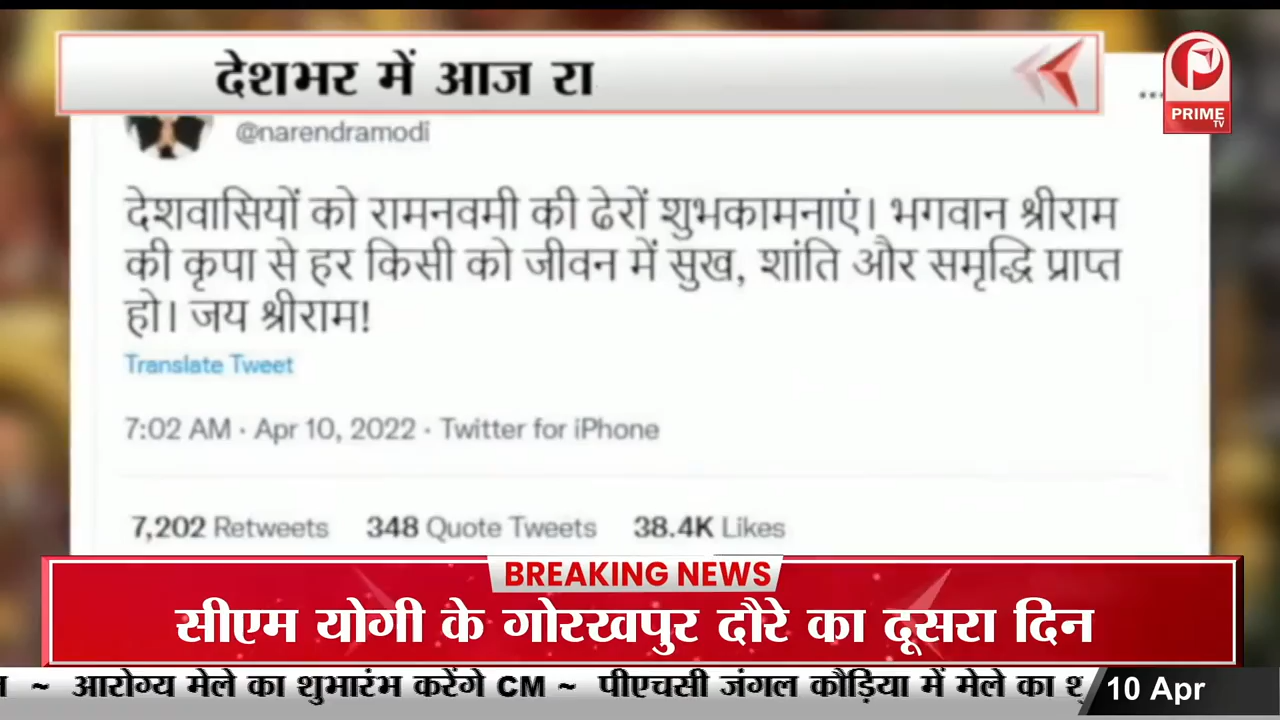 देशभर में आज रा
PRIME
TV
@narendramodi
देशवासियों को रामनवमी की ढेरों शुभकामनाएं। भगवान श्रीराम
की कृपा से हर किसी को जीवन में सुख, शांति और समृद्धि प्राप्त
हो। जय श्रीराम!
Translate Tweet
7:02 AM · Apr 10, 2022 · Twitter for iPhone
7,202 Retweets 348 Quote Tweets 38.4K Likes
BREAKING NEWS
सीएम योगी के गोरखपुर दौरे का दूसरा दिन
~ आरोग्य मेले का शुभारंभ करेंगे CM ~ पीएचसी जंगल कौड़िया में मेले का
10 Apr